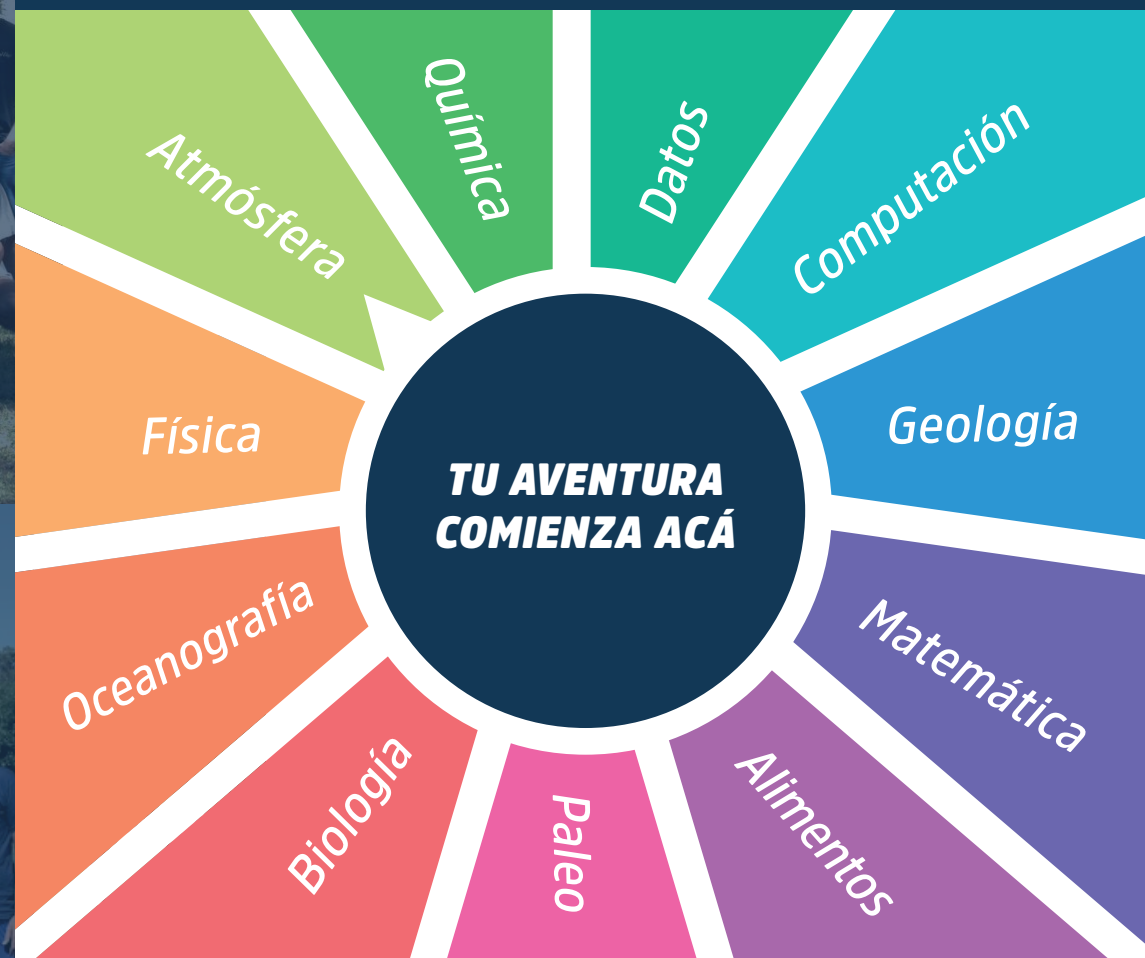 Química
Datos
Computación
Atmósfera
Geología
Física
TU AVENTURA
COMIENZA ACÁ
Matemática
Oceanografía
Biología
Paleo
Alimentos